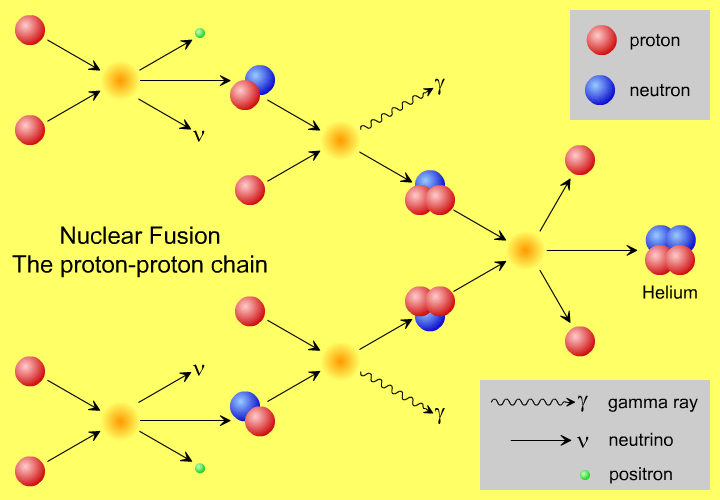 proton
neutron
ν
γ
Nuclear Fusion
The proton-proton chain
Helium
ν
γ
γ gamma ray
ν neutrino
positron